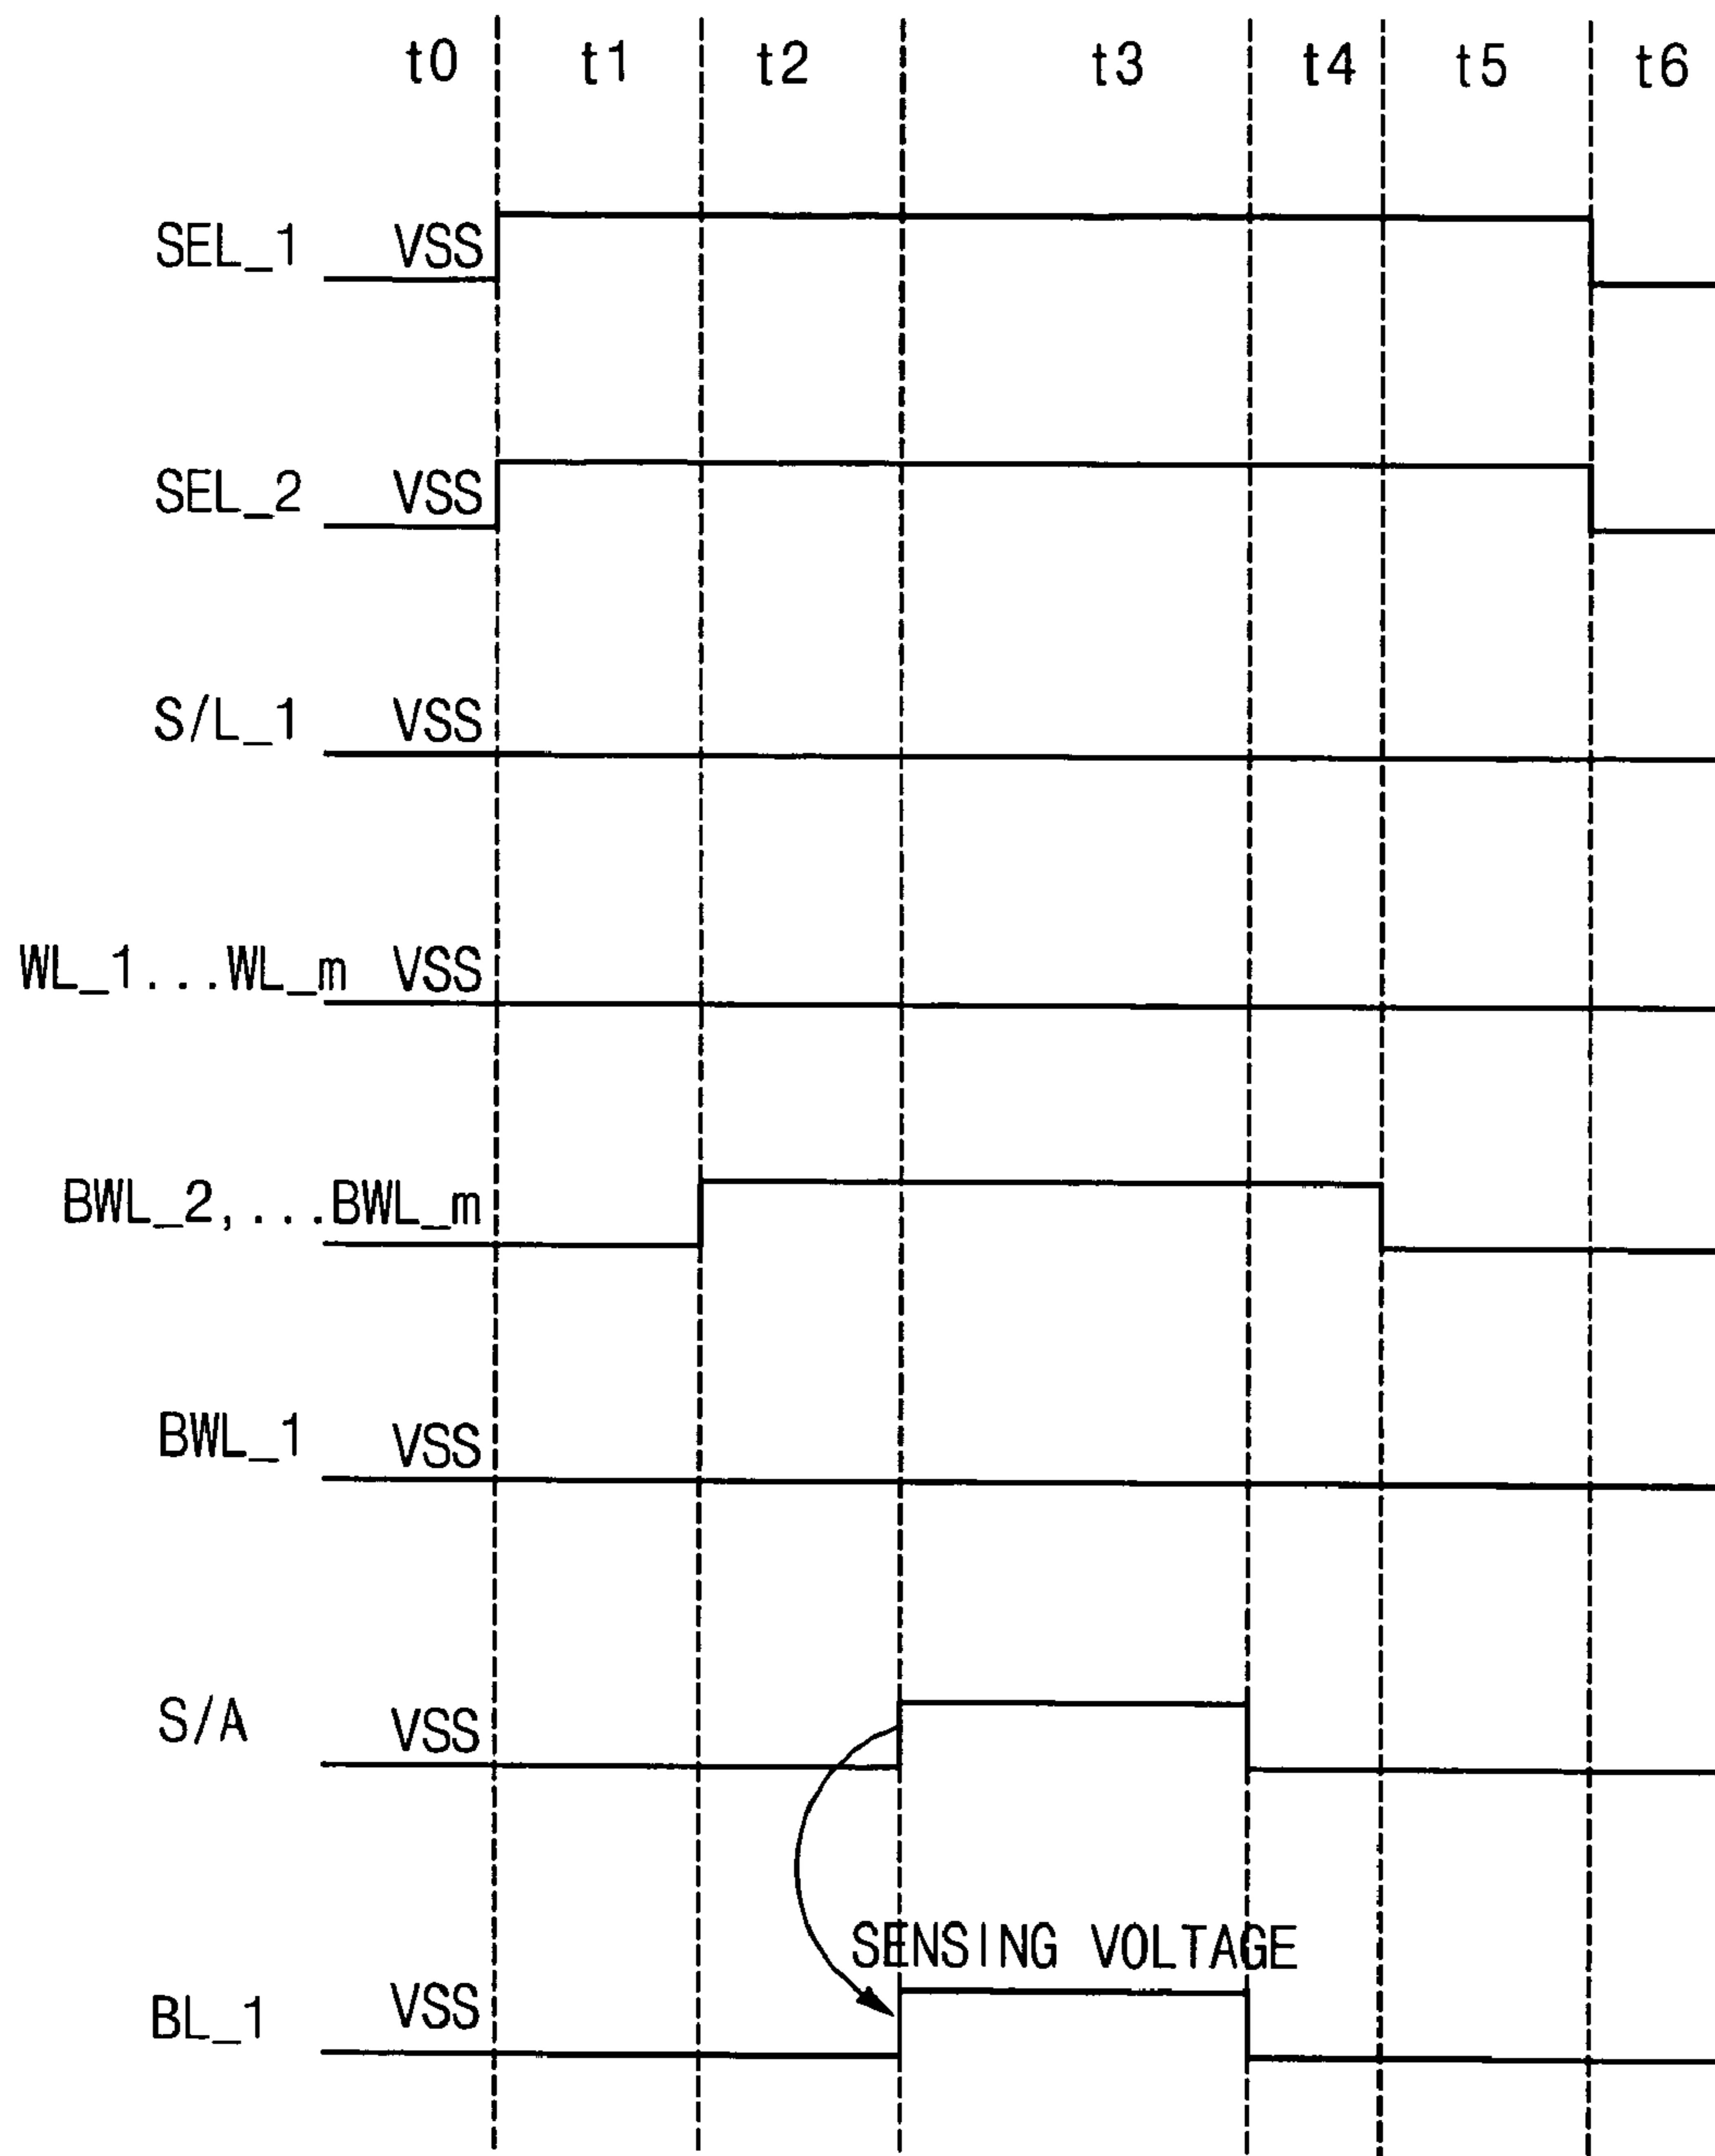 t0 t1 t2 t3 t4 t5 t6
SEL_1 VSS
SEL_2 VSS
S/L_1 VSS
WL_1...WL_m VSS
BWL_2,...BWL_m
BWL_1 VSS
S/A VSS
SENSING VOLTAGE
BL_1 VSS